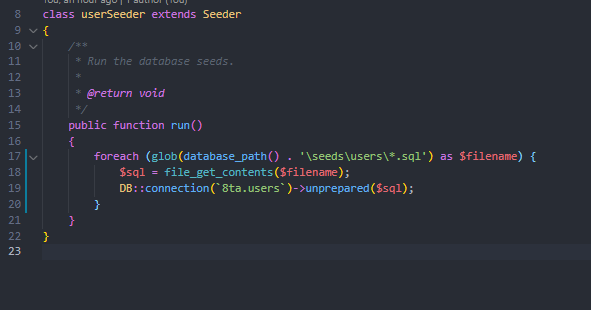 You, an hour ago | 1 author (You)
8 class userSeeder extends Seeder
9 {
10 /**
11 * Run the database seeds.
12 *
13 * @return void
14 */
15 public function run()
16 {
17 foreach (glob(database_path() . '\seeds\users\*.sql') as $filename) {
18 $sql = file_get_contents($filename);
19 DB::connection(`8ta.users`)->unprepared($sql);
20 }
21 }
22 }
23